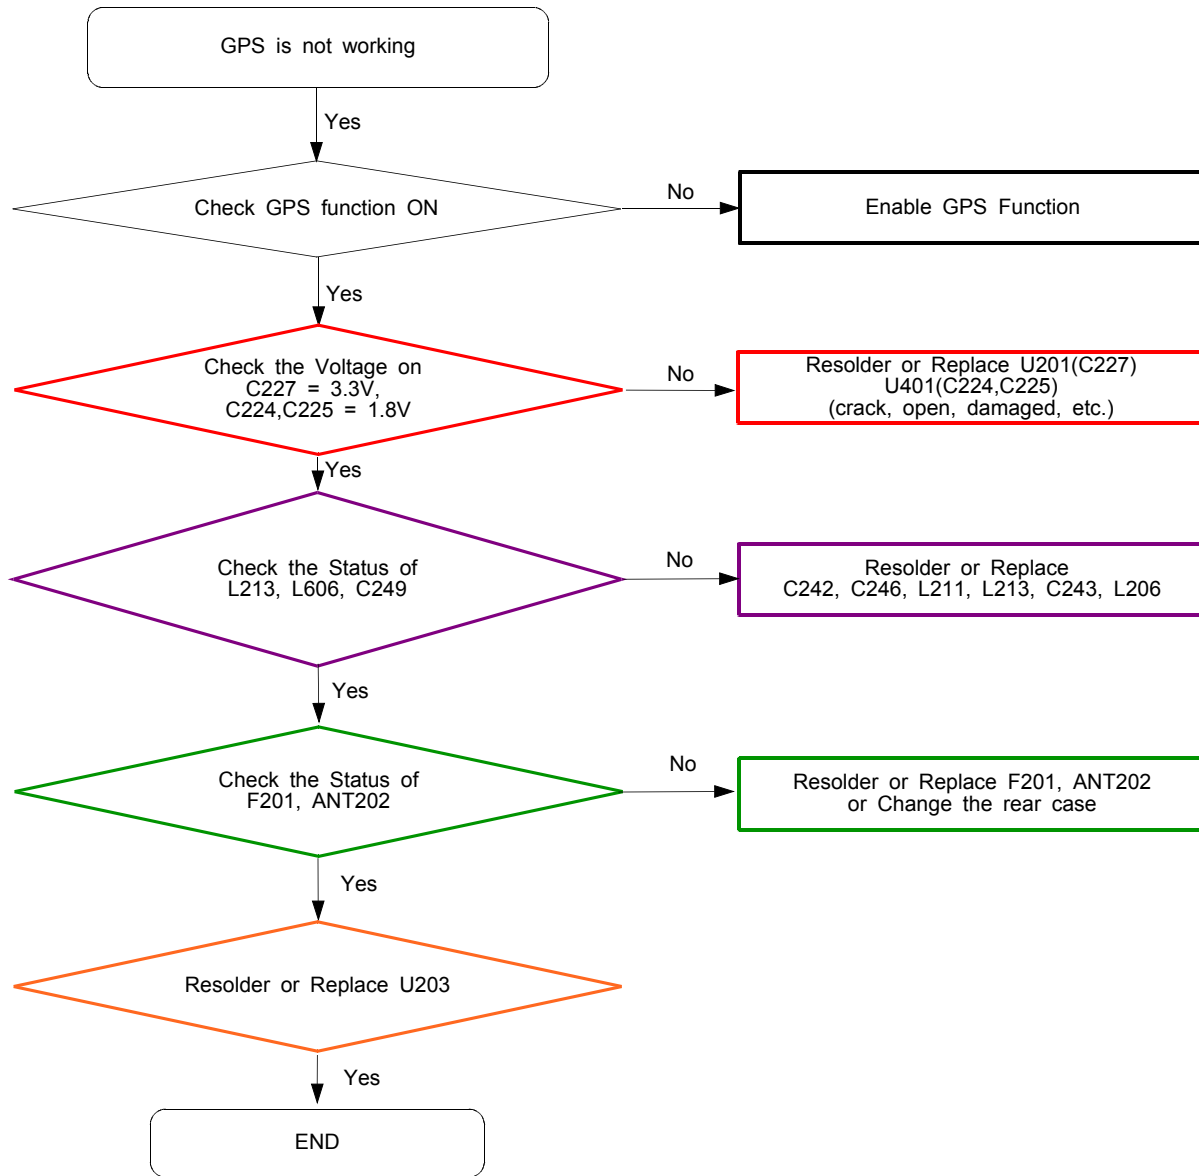 GPS is not working
Yes
Check GPS function ON
No
Enable GPS Function
Yes
Check the Voltage on
C227 = 3.3V,
C224,C225 = 1.8V
No
Resolder or Replace U201(C227)
U401(C224,C225)
(crack, open, damaged, etc.)
Yes
Check the Status of
L213, L606, C249
No
Resolder or Replace
C242, C246, L211, L213, C243, L206
Yes
Check the Status of
F201, ANT202
No
Resolder or Replace F201, ANT202
or Change the rear case
Yes
Resolder or Replace U203
Yes
END